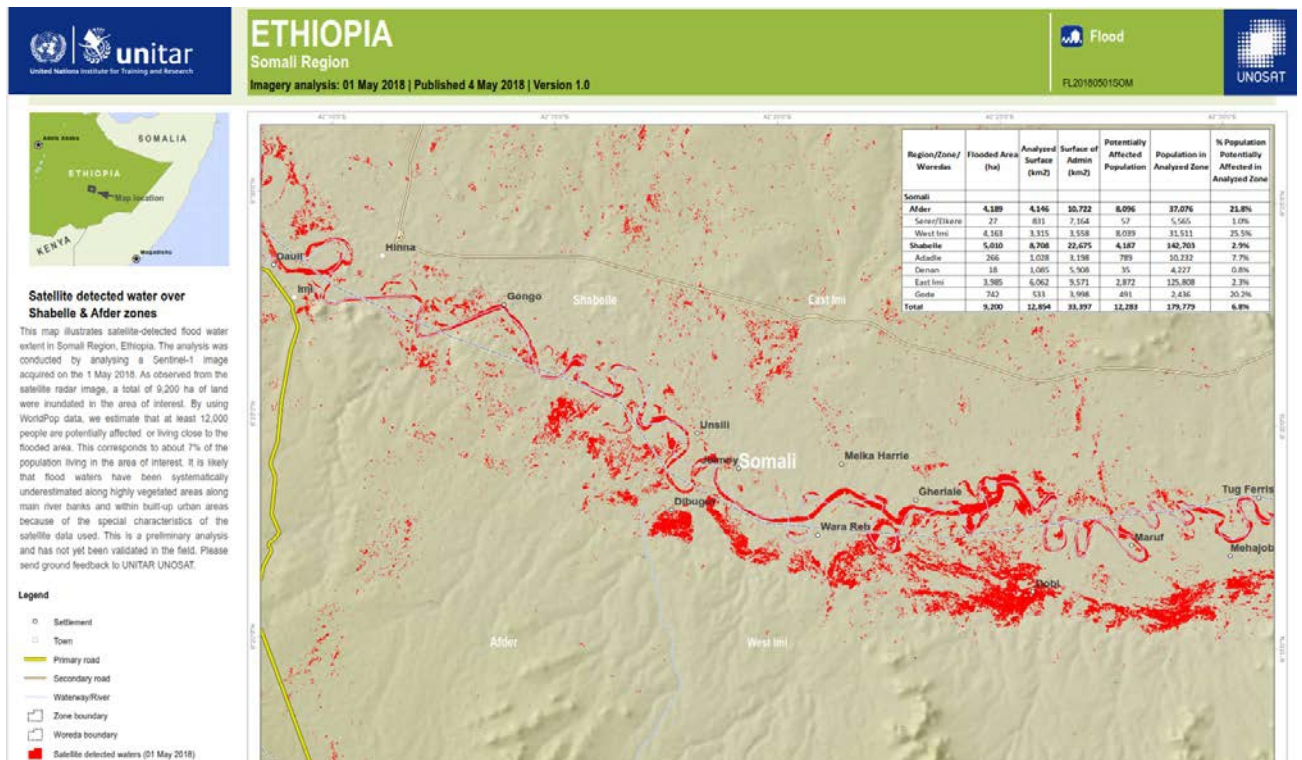 unitar
United Nations Institute for Training and Research
ETHIOPIA
Somali Region
Imagery analysis: 01 May 2018 | Published 4 May 2018 | Version 1.0
Flood
FL20180501SOM
UNOSAT
Addis Ababa
SOMALIA
ETHIOPIA
Map location
KENYA
Mogadishu
Satellite detected water over
Shabelle & Afder zones
This map illustrates satellite-detected flood water
extent in Somali Region, Ethiopia. The analysis was
conducted by analysing a Sentinel-1 image
acquired on the 1 May 2018. As observed from the
satellite radar image, a total of 9,200 ha of land
were inundated in the area of interest. By using
WorldPop data, we estimate that at least 12,000
people are potentially affected or living close to the
flooded area. This corresponds to about 7% of the
population living in the area of interest. It is likely
that flood waters have been systematically
underestimated along highly vegetated areas along
main river banks and within built-up urban areas
because of the special characteristics of the
satellite data used. This is a preliminary analysis
and has not yet been validated in the field. Please
send ground feedback to UNITAR UNOSAT.
Legend
Settlement
Town
Primary road
Secondary road
Waterway/River
Zone boundary
Woreda boundary
Satellite detected waters (01 May 2018)
Region/Zone/ Woredas Flooded Area (ha) Analyzed Surface (km2) Surface of Admin (km2) Potentially Affected Population Population in Analyzed Zone % Population Potentially Affected in Analyzed Zone
Somali
Afder 4,189 4,146 10,722 8,096 37,076 21.8%
Serer/Elkere 27 831 7,164 57 5,565 1.0%
West Imi 4,163 3,315 3,558 8,039 31,511 25.5%
Shabelle 5,010 8,708 22,675 4,187 142,703 2.9%
Adadle 266 1,028 3,198 789 10,232 7.7%
Denan 18 1,085 5,908 35 4,227 0.8%
East Imi 3,985 6,062 9,571 2,872 125,808 2.3%
Gode 742 533 3,998 491 2,436 20.2%
Total 9,200 12,854 33,397 12,283 179,779 6.8%
Hinna
Imi
Gongo
Shabelle
East Imi
Unsili
Somali
Melka Harrie
Gherlale
Tug Ferris
Wara Reb
Maruf
Mehajob
Afder
West Imi